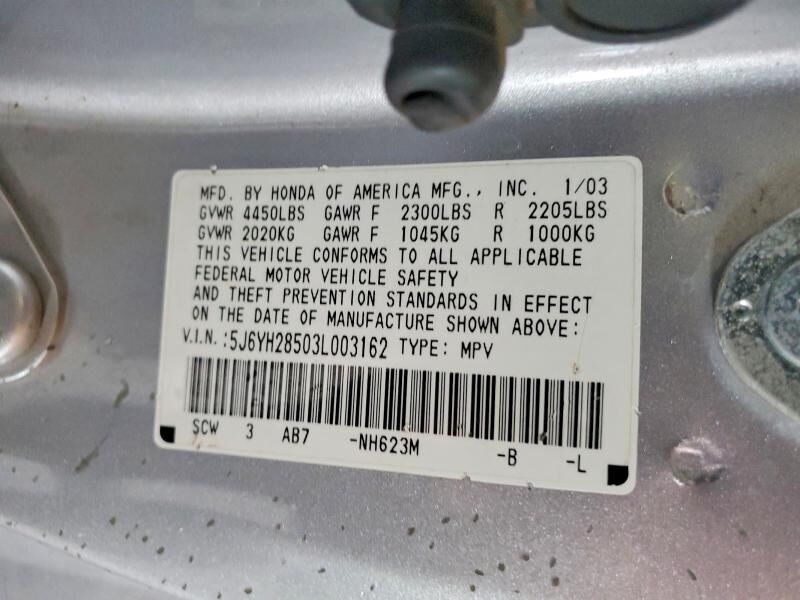 MFD. BY HONDA OF AMERICA MFG., INC. 1/03
GVWR 4450LBS GAWR F 2300LBS R 2205LBS
GVWR 2020KG GAWR F 1045KG R 1000KG
THIS VEHICLE CONFORMS TO ALL APPLICABLE
FEDERAL MOTOR VEHICLE SAFETY
AND THEFT PREVENTION STANDARDS IN EFFECT
ON THE DATE OF MANUFACTURE SHOWN ABOVE:
V.I.N.:5J6YH28503L003162 TYPE: MPV
SCW 3 AB7 -NH623M -B -L